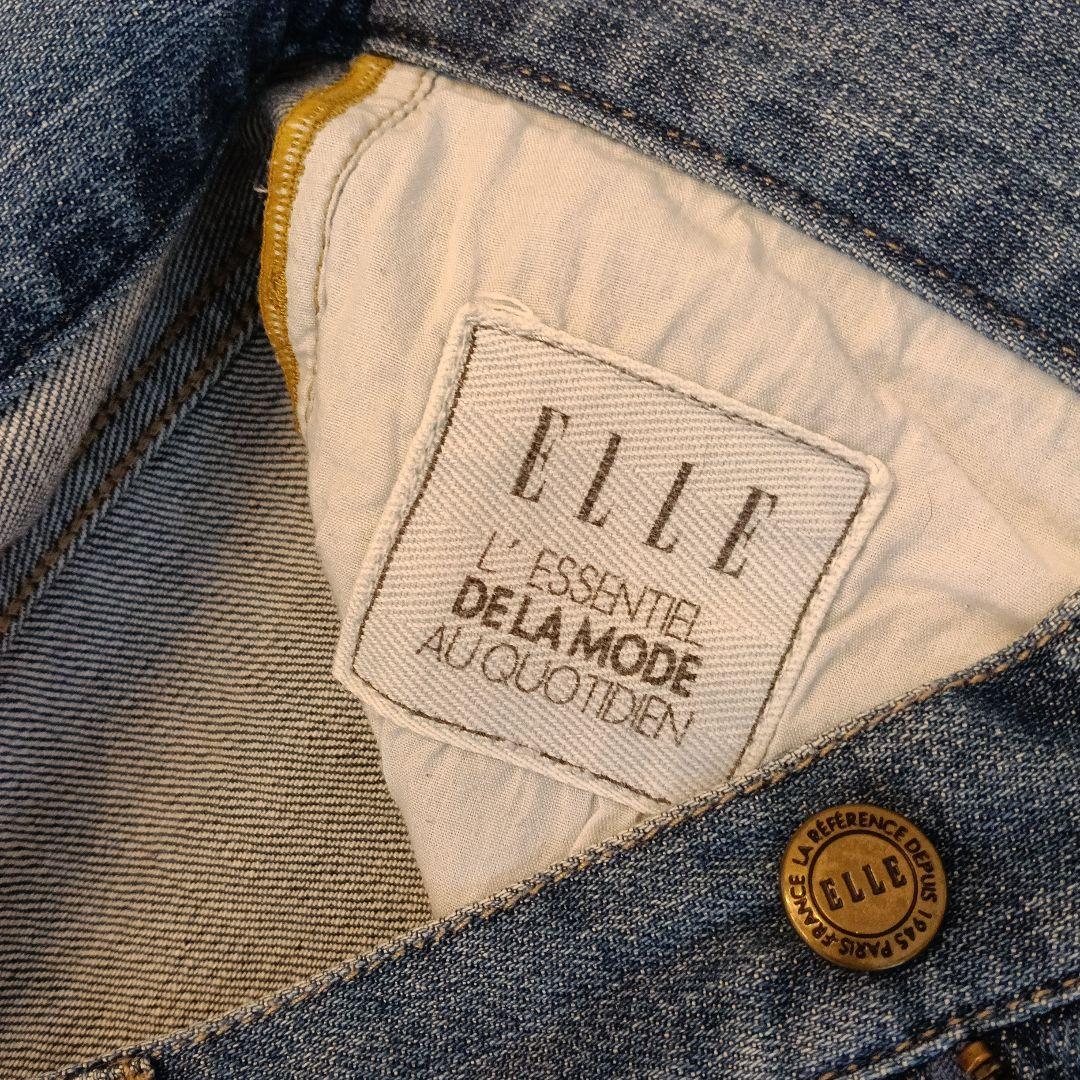 ELLE
L'ESSENTIEL
DE LA MODE
AU QUOTIDIEN
LA RÉFÉRENCE DEPUIS 1945 PARIS-FRANCE
ELLE